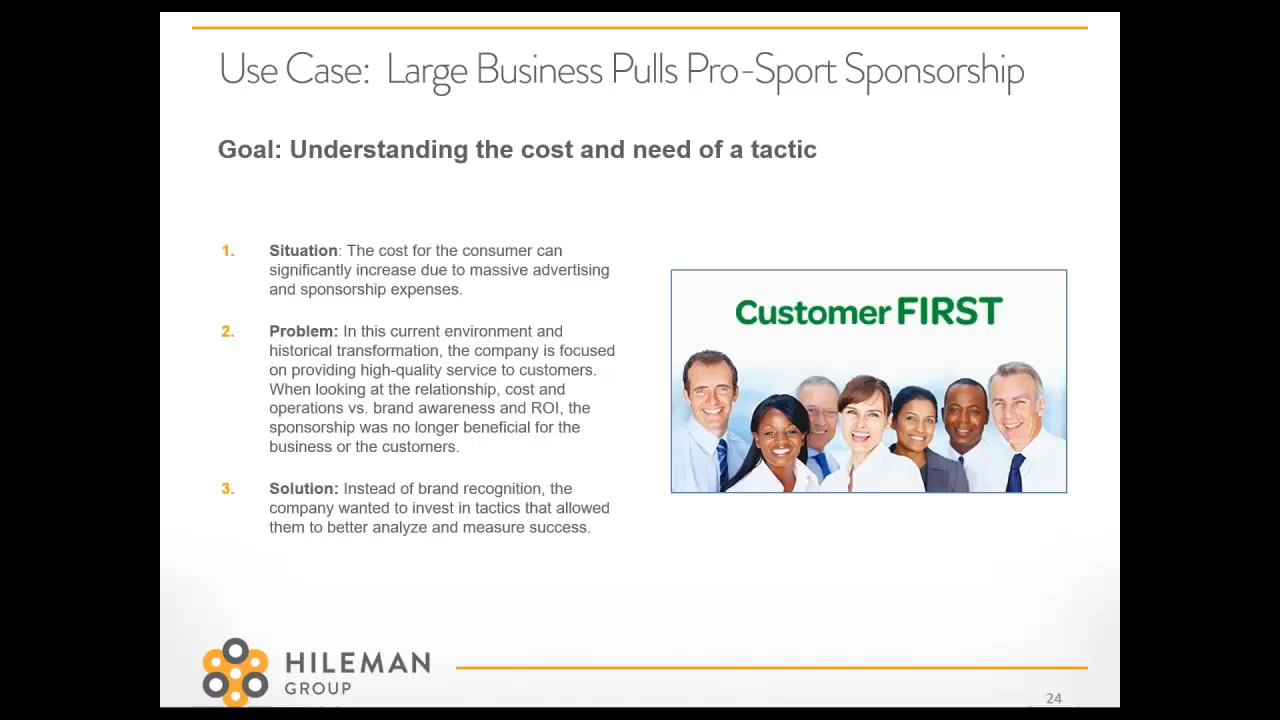 Use Case:  Large Business Pulls Pro-Sport Sponsorship
Goal: Understanding the cost and need of a tactic
1. Situation: The cost for the consumer can
significantly increase due to massive advertising
and sponsorship expenses.
2. Problem: In this current environment and
historical transformation, the company is focused
on providing high-quality service to customers.
When looking at the relationship, cost and
operations vs. brand awareness and ROI, the
sponsorship was no longer beneficial for the
business or the customers.
3. Solution: Instead of brand recognition, the
company wanted to invest in tactics that allowed
them to better analyze and measure success.
Customer FIRST
HILEMAN
GROUP
24